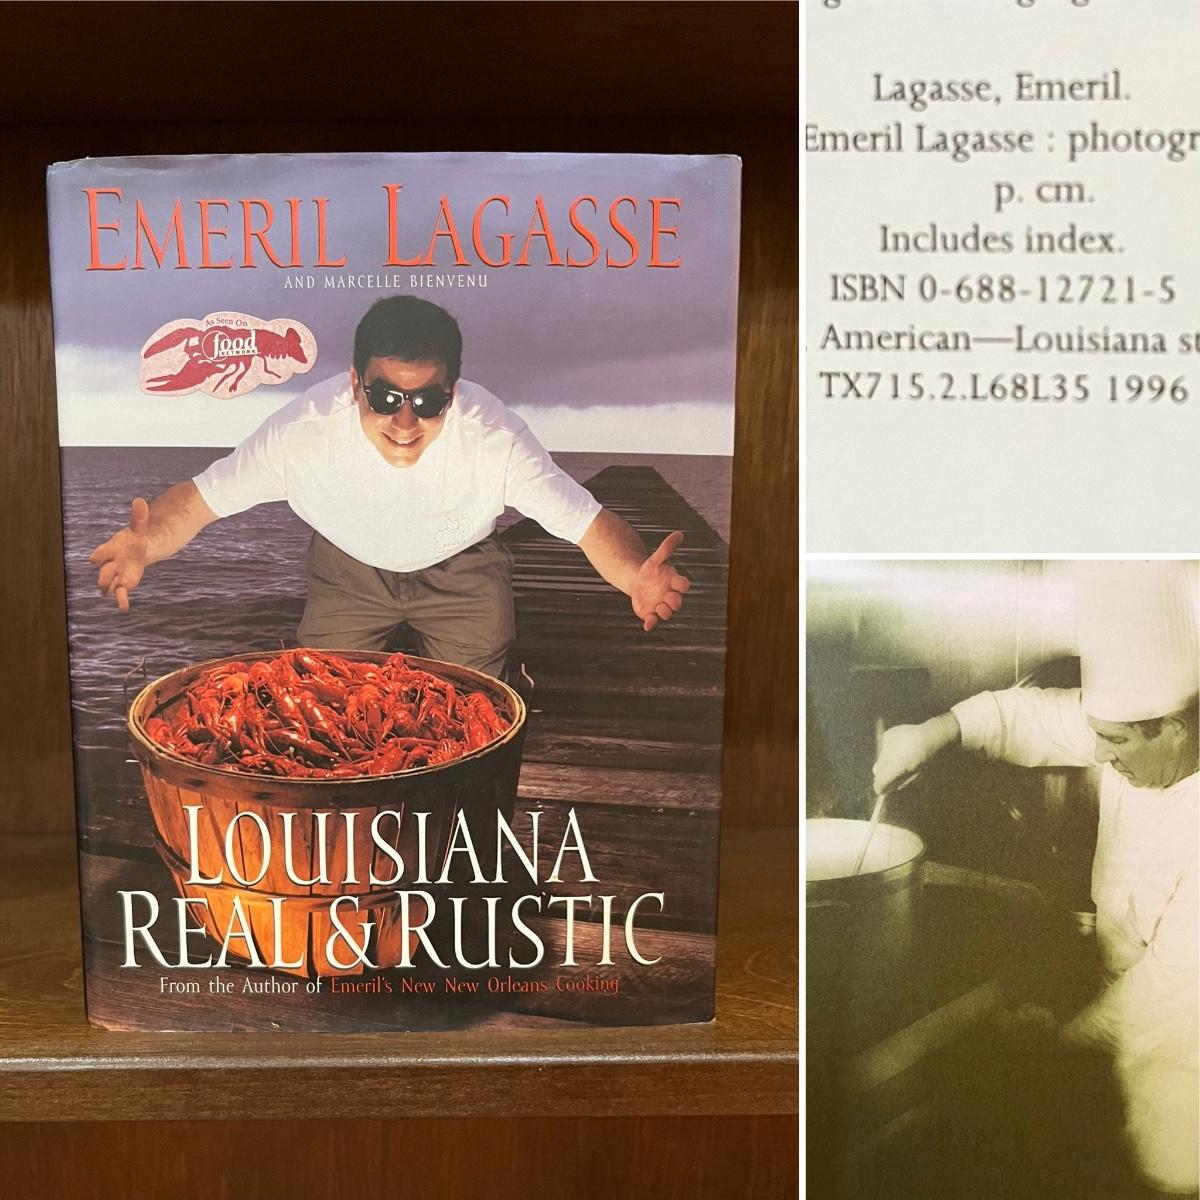 EMERIL LAGASSE
AND MARCELLE BIENVENU
As Seen On
food
NETWORK
Emeril's
LOUISIANA
REAL & RUSTIC
From the Author of Emeril's New New Orleans Cooking
Lagasse, Emeril.
Emeril Lagasse : photogr
p. cm.
Includes index.
ISBN 0-688-12721-5
American—Louisiana st
TX715.2.L68L35 1996